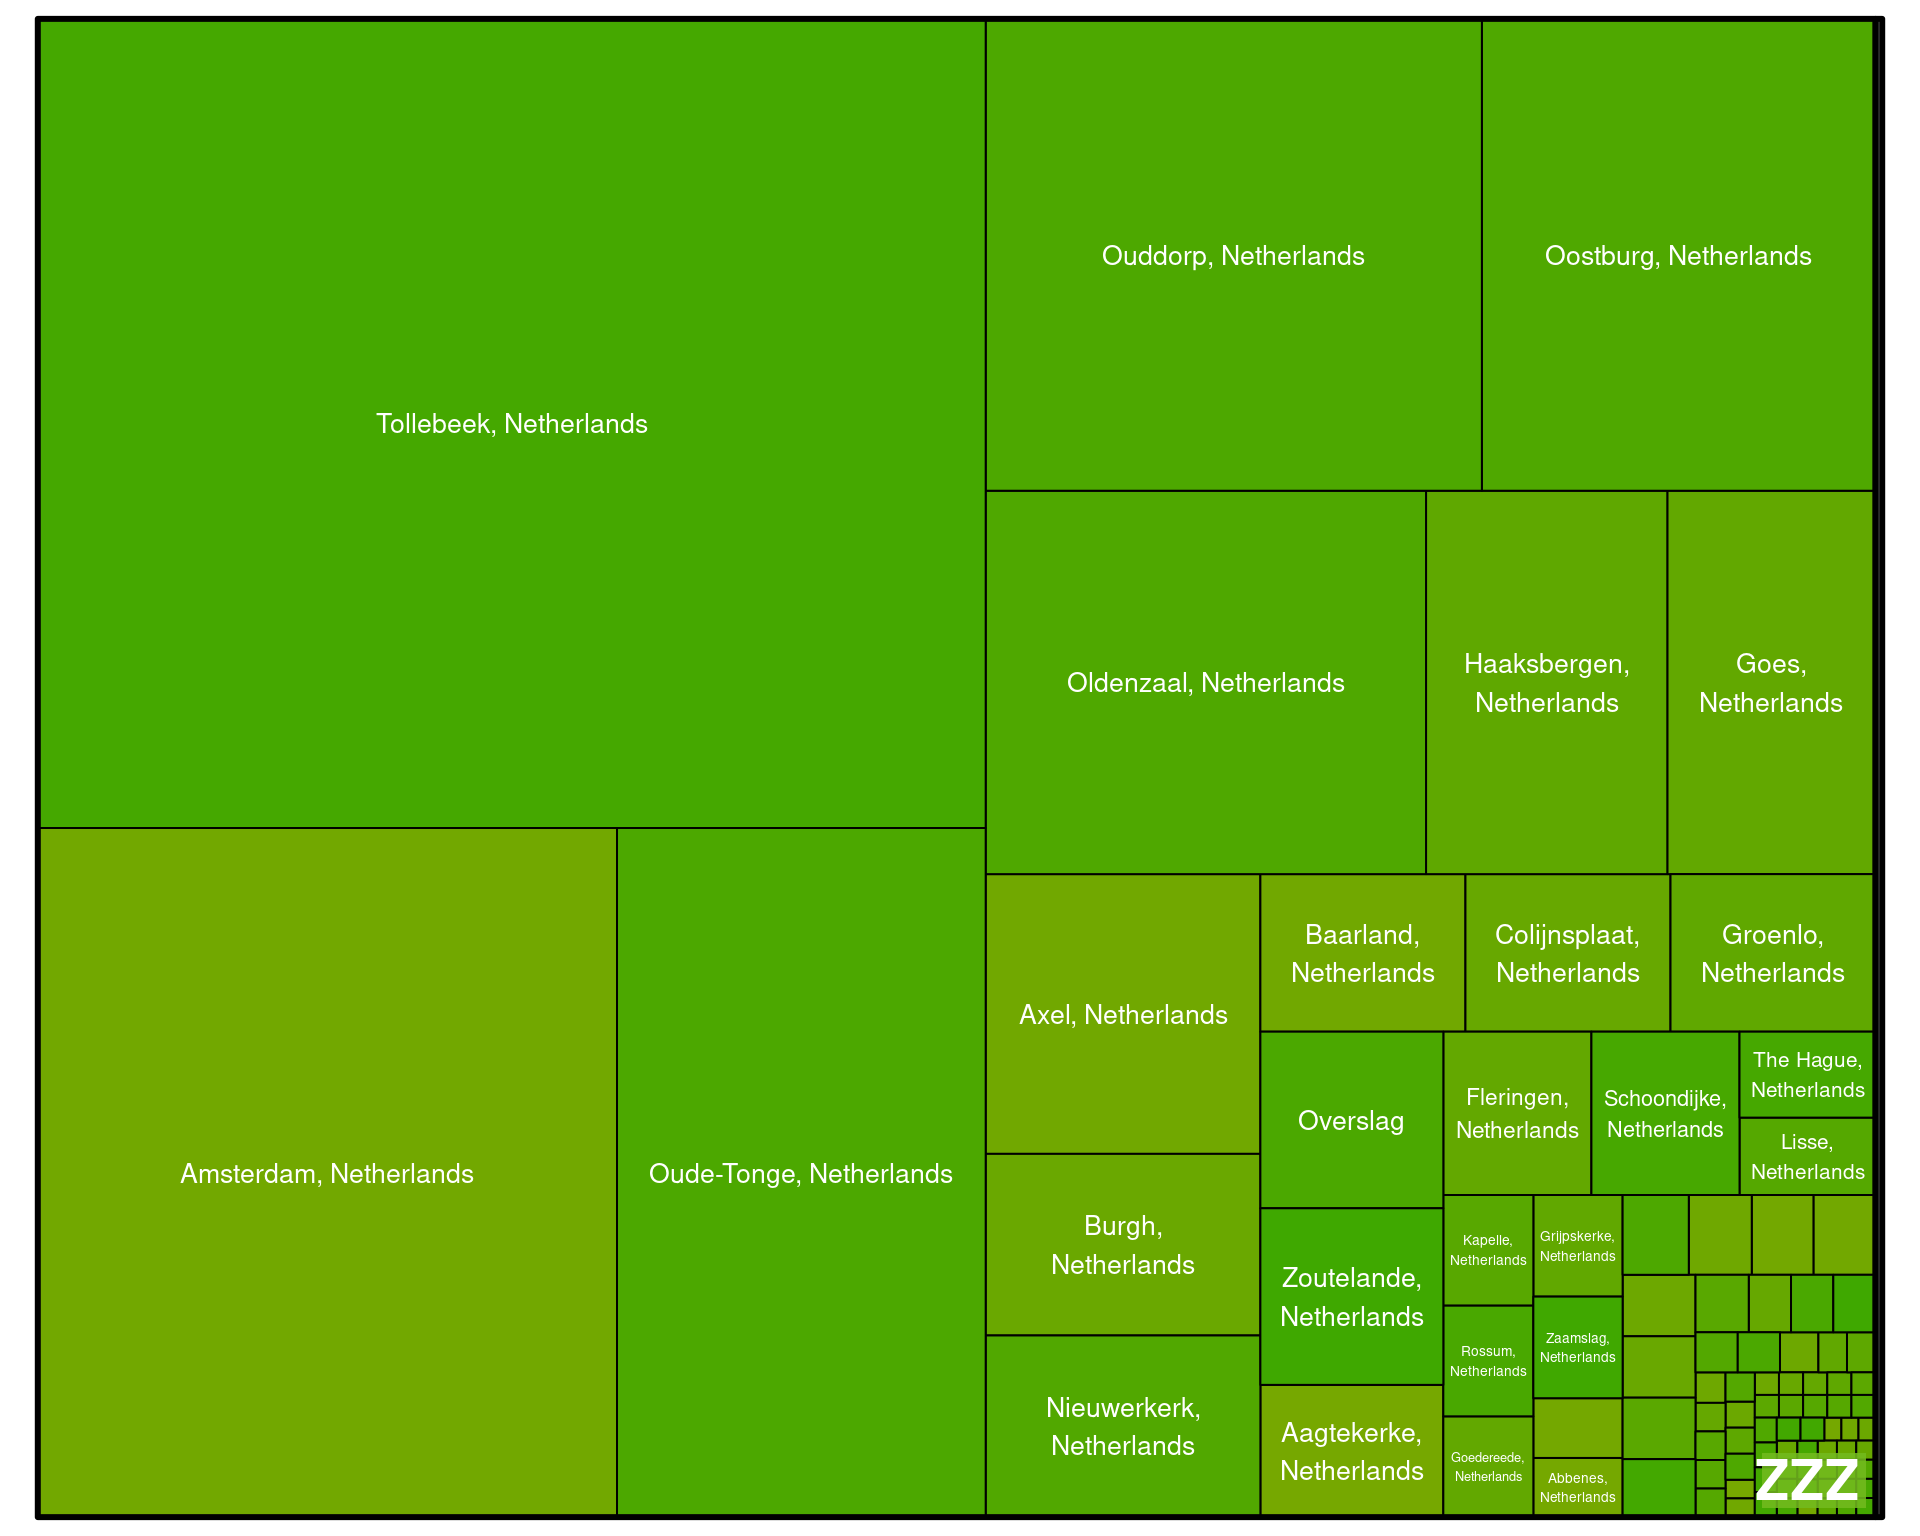 Tollebeek, Netherlands
Ouddorp, Netherlands
Oostburg, Netherlands
Oldenzaal, Netherlands
Haaksbergen,
Netherlands
Goes,
Netherlands
Amsterdam, Netherlands
Oude-Tonge, Netherlands
Axel, Netherlands
Baarland,
Netherlands
Colijnsplaat,
Netherlands
Groenlo,
Netherlands
Burgh,
Netherlands
Nieuwerkerk,
Netherlands
Overslag
Zoutelande,
Netherlands
Aagtekerke,
Netherlands
Fleringen,
Netherlands
Schoondijke,
Netherlands
The Hague,
Netherlands
Lisse,
Netherlands
Kapelle,
Netherlands
Grijpskerke,
Netherlands
Rossum,
Netherlands
Zaamslag,
Netherlands
Goedereede,
Netherlands
Abbenes,
Netherlands
ZZZ